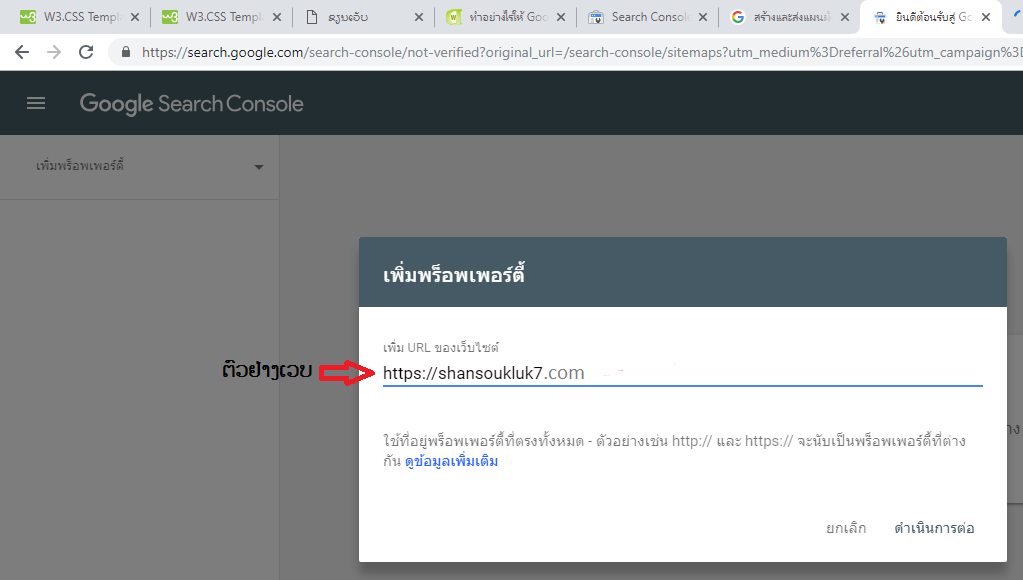 W3.CSS Templ
W3.CSS Templ
ຊຽບເອັບ
ทำอย่างไรให้ Goo
Search Consol
สร้างและส่งแผนผั
ยินดีต้อนรับสู่ Go
https://search.google.com/search-console/not-verified?original_url=/search-console/sitemaps?utm_medium%3Dreferral%26utm_campaign%3D
Google Search Console
เพิ่มพร็อพเพอร์ตี้
เพิ่มพร็อพเพอร์ตี้
เพิ่ม URL ของเว็บไซต์
ຕົວຢ່າງເວບ
https://shansoukluk7.com
ใช้ที่อยู่พร็อพเพอร์ตี้ที่ตรงทั้งหมด - ตัวอย่างเช่น http:// และ https:// จะนับเป็นพร็อพเพอร์ตี้ที่ต่าง
กัน ดูข้อมูลเพิ่มเติม
ยกเลิก ดำเนินการต่อ